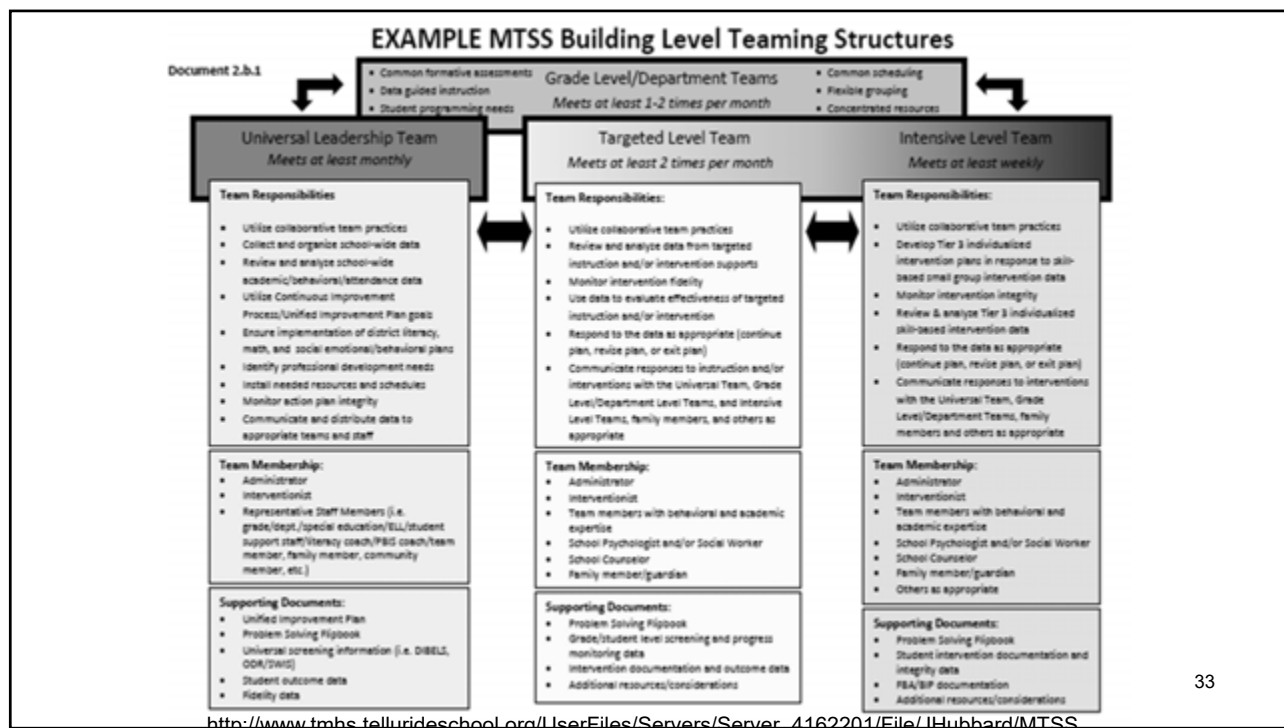 EXAMPLE MTSS Building Level Teaming Structures
Document 2.b.1
• Common formative assessments
• Data guided instruction
• Student programming needs
Grade Level/Department Teams
Meets at least 1-2 times per month
• Common scheduling
• Flexible grouping
• Concentrated resources
Universal Leadership Team
Meets at least monthly
Team Responsibilities
• Utilize collaborative team practices
• Collect and organize school-wide data
• Review and analyze school-wide
academic/behavioral/attendance data
• Utilize Continuous Improvement
Process/Unified Improvement Plan goals
• Ensure implementation of district literacy,
math, and social emotional/behavioral plans
• Identify professional development needs
• Install needed resources and schedules
• Monitor action plan integrity
• Communicate and distribute data to
appropriate teams and staff
Team Membership:
• Administrator
• Interventionist
• Representative Staff Members (i.e.
grade/dept./special education/ELL/student
support staff/literacy coach/PBIS coach/team
member, family member, community
member, etc.)
Supporting Documents:
• Unified Improvement Plan
• Problem Solving Flipbook
• Universal screening information (i.e. DIBELS,
ODR/SWIS)
• Student outcome data
• Fidelity data
Targeted Level Team
Meets at least 2 times per month
Team Responsibilities:
• Utilize collaborative team practices
• Review and analyze data from targeted
instruction and/or intervention supports
• Monitor intervention fidelity
• Use data to evaluate effectiveness of targeted
instruction and/or intervention
• Respond to the data as appropriate (continue
plan, revise plan, or exit plan)
• Communicate responses to instruction and/or
interventions with the Universal Team, Grade
Level/Department Level Teams, and Intensive
Level Teams, family members, and others as
appropriate
Team Membership:
• Administrator
• Interventionist
• Team members with behavioral and academic
expertise
• School Psychologist and/or Social Worker
• School Counselor
• Family member/guardian
Supporting Documents:
• Problem Solving Flipbook
• Grade/student level screening and progress
monitoring data
• Intervention documentation and outcome data
• Additional resources/considerations
Intensive Level Team
Meets at least weekly
Team Responsibilities:
• Utilize collaborative team practices
• Develop Tier 3 individualized
intervention plans in response to skill-
based small group intervention data
• Monitor intervention integrity
• Review & analyze Tier 3 individualized
skill-based intervention data
• Respond to the data as appropriate
(continue plan, revise plan, or exit plan)
• Communicate responses to interventions
with the Universal Team, Grade
Level/Department Teams, family
members and others as appropriate
Team Membership:
• Administrator
• Interventionist
• Team members with behavioral and
academic expertise
• School Psychologist and/or Social Worker
• School Counselor
• Family member/guardian
• Others as appropriate
Supporting Documents:
• Problem Solving Flipbook
• Student intervention documentation and
integrity data
• FBA/BIP documentation
• Additional resources/considerations
33
http://www.tmhs.tellurideschool.org/UserFiles/Servers/Server_4162201/File/JHubbard/MTSS